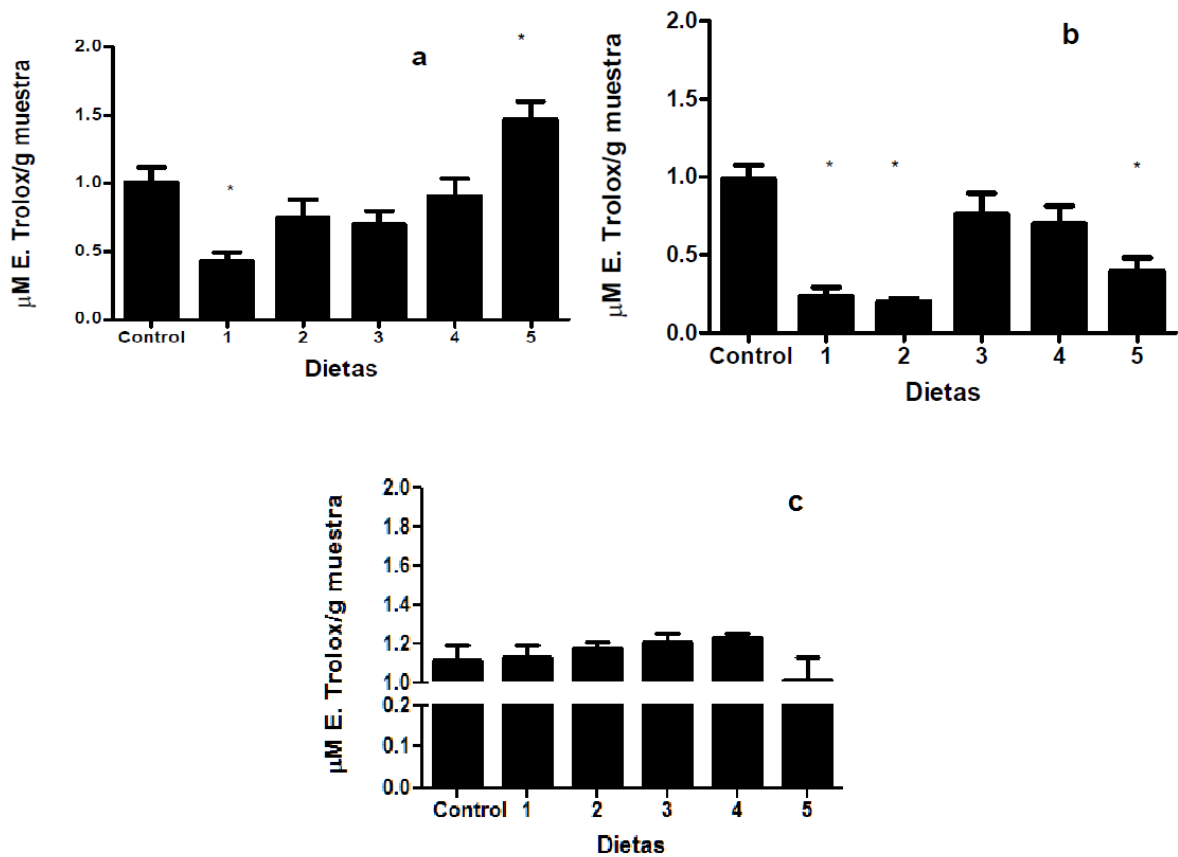 a
*
*
2.0
1.5
1.0
0.5
0.0
μM E. Trolox/g muestra
Control 1 2 3 4 5
Dietas
b
* * *
2.0
1.5
1.0
0.5
0.0
μM E. Trolox/g muestra
Control 1 2 3 4 5
Dietas
c
2.0
1.8
1.6
1.4
1.2
1.0
0.2
0.1
0.0
μM E. Trolox/g muestra
Control 1 2 3 4 5
Dietas